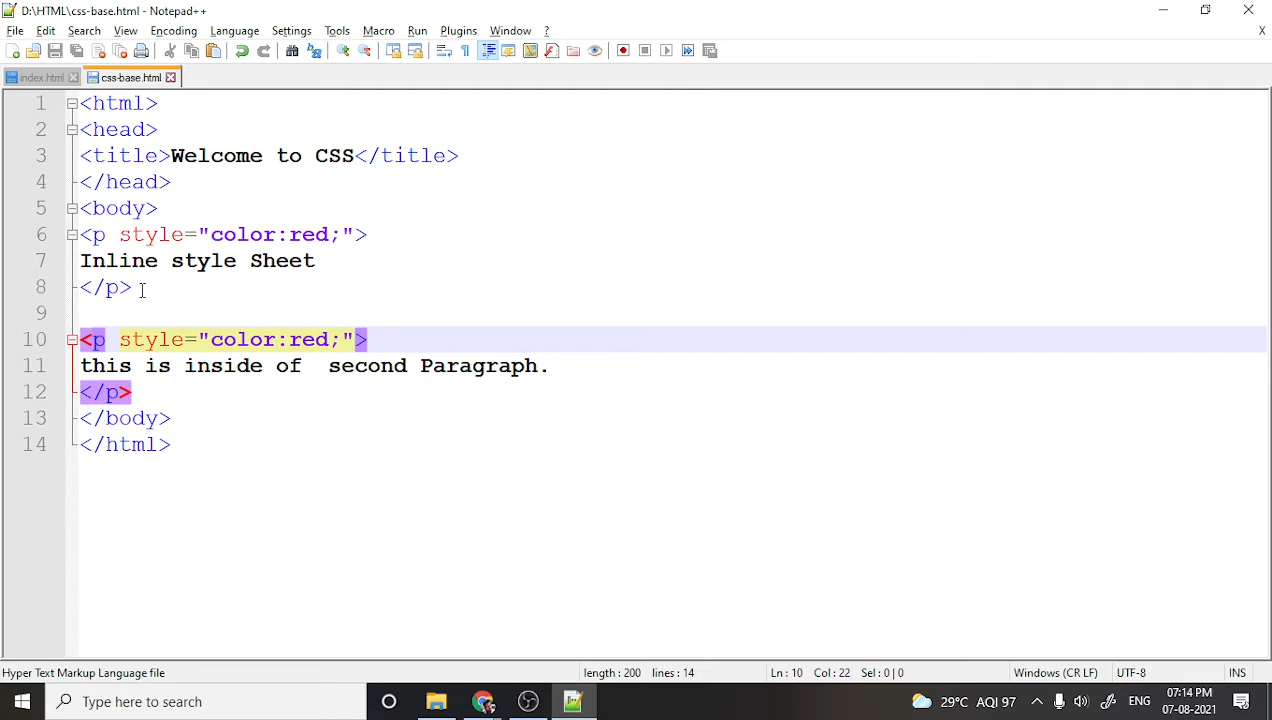 D:\HTML\css-base.html - Notepad++
File Edit Search View Encoding Language Settings Tools Macro Run Plugins Window ? X
index.html css-base.html
1 <html>
2 <head>
3 <title>Welcome to CSS</title>
4 </head>
5 <body>
6 <p style="color:red;">
7 Inline style Sheet
8 </p>
9
10 <p style="color:red;">
11 this is inside of  second Paragraph.
12 </p>
13 </body>
14 </html>
Hyper Text Markup Language file length : 200 lines : 14 Ln : 10 Col : 22 Sel : 0 | 0 Windows (CR LF) UTF-8 INS
Type here to search 29°C AQI 97 ENG 07:14 PM
07-08-2021